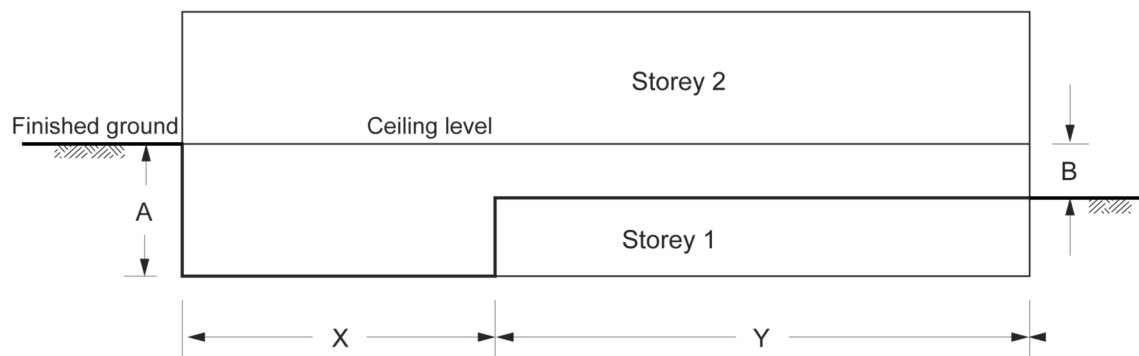 Storey 2
Finished ground
Ceiling level
A
B
Storey 1
X
Y